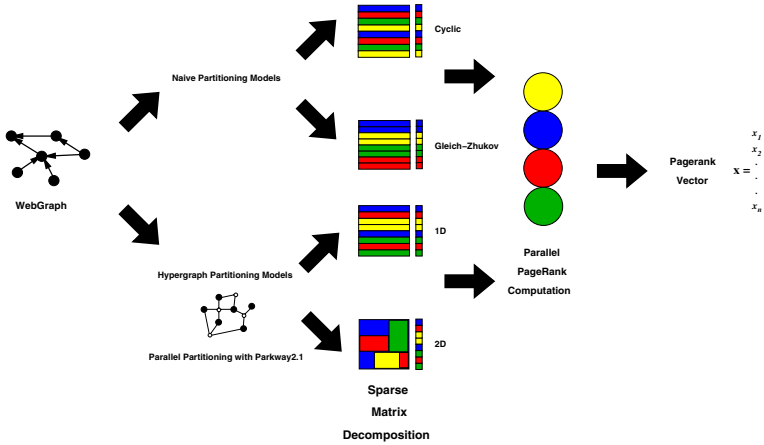 Cyclic
Naive Partitioning Models
Gleich-Zhukov
WebGraph
Pagerank
Vector
x =
x1
x2
.
.
.
xn
1D
Hypergraph Partitioning Models
Parallel
PageRank
Computation
Parallel Partitioning with Parkway2.1
2D
Sparse
Matrix
Decomposition